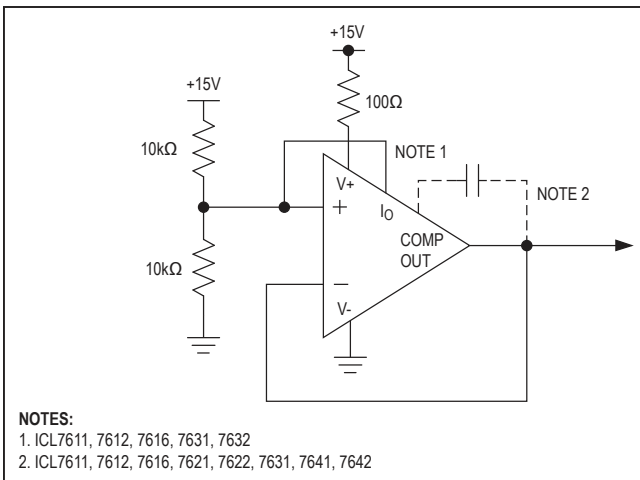 +15V
+15V
100Ω
10kΩ
NOTE 1
V+
IO
NOTE 2
+
COMP
OUT
10kΩ
−
V-
NOTES:
1. ICL7611, 7612, 7616, 7631, 7632
2. ICL7611, 7612, 7616, 7621, 7622, 7631, 7641, 7642